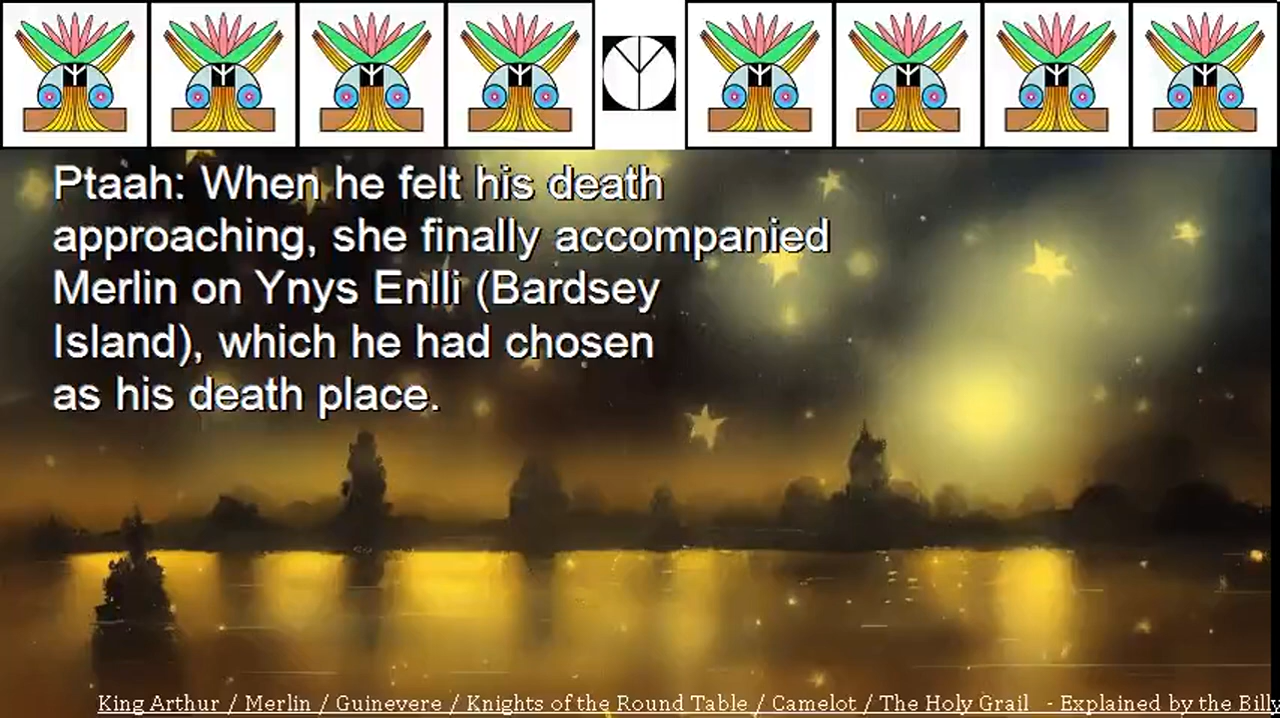 Ptaah: When he felt his death
approaching, she finally accompanied
Merlin on Ynys Enlli (Bardsey
Island), which he had chosen
as his death place.
King Arthur / Merlin / Guinevere / Knights of the Round Table / Camelot / The Holy Grail - Explained by the Billy